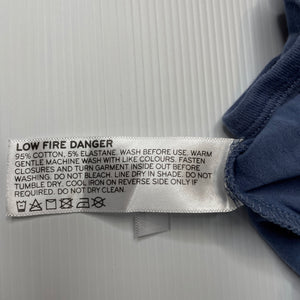 LOW FIRE DANGER
95% COTTON, 5% ELASTANE. WASH BEFORE USE. WARM
GENTLE MACHINE WASH WITH LIKE COLOURS. FASTEN
CLOSURES AND TURN GARMENT INSIDE OUT BEFORE
WASHING. DO NOT BLEACH. LINE DRY IN SHADE. DO NOT
TUMBLE DRY. COOL IRON ON REVERSE SIDE ONLY IF
REQUIRED. DO NOT DRY CLEAN.